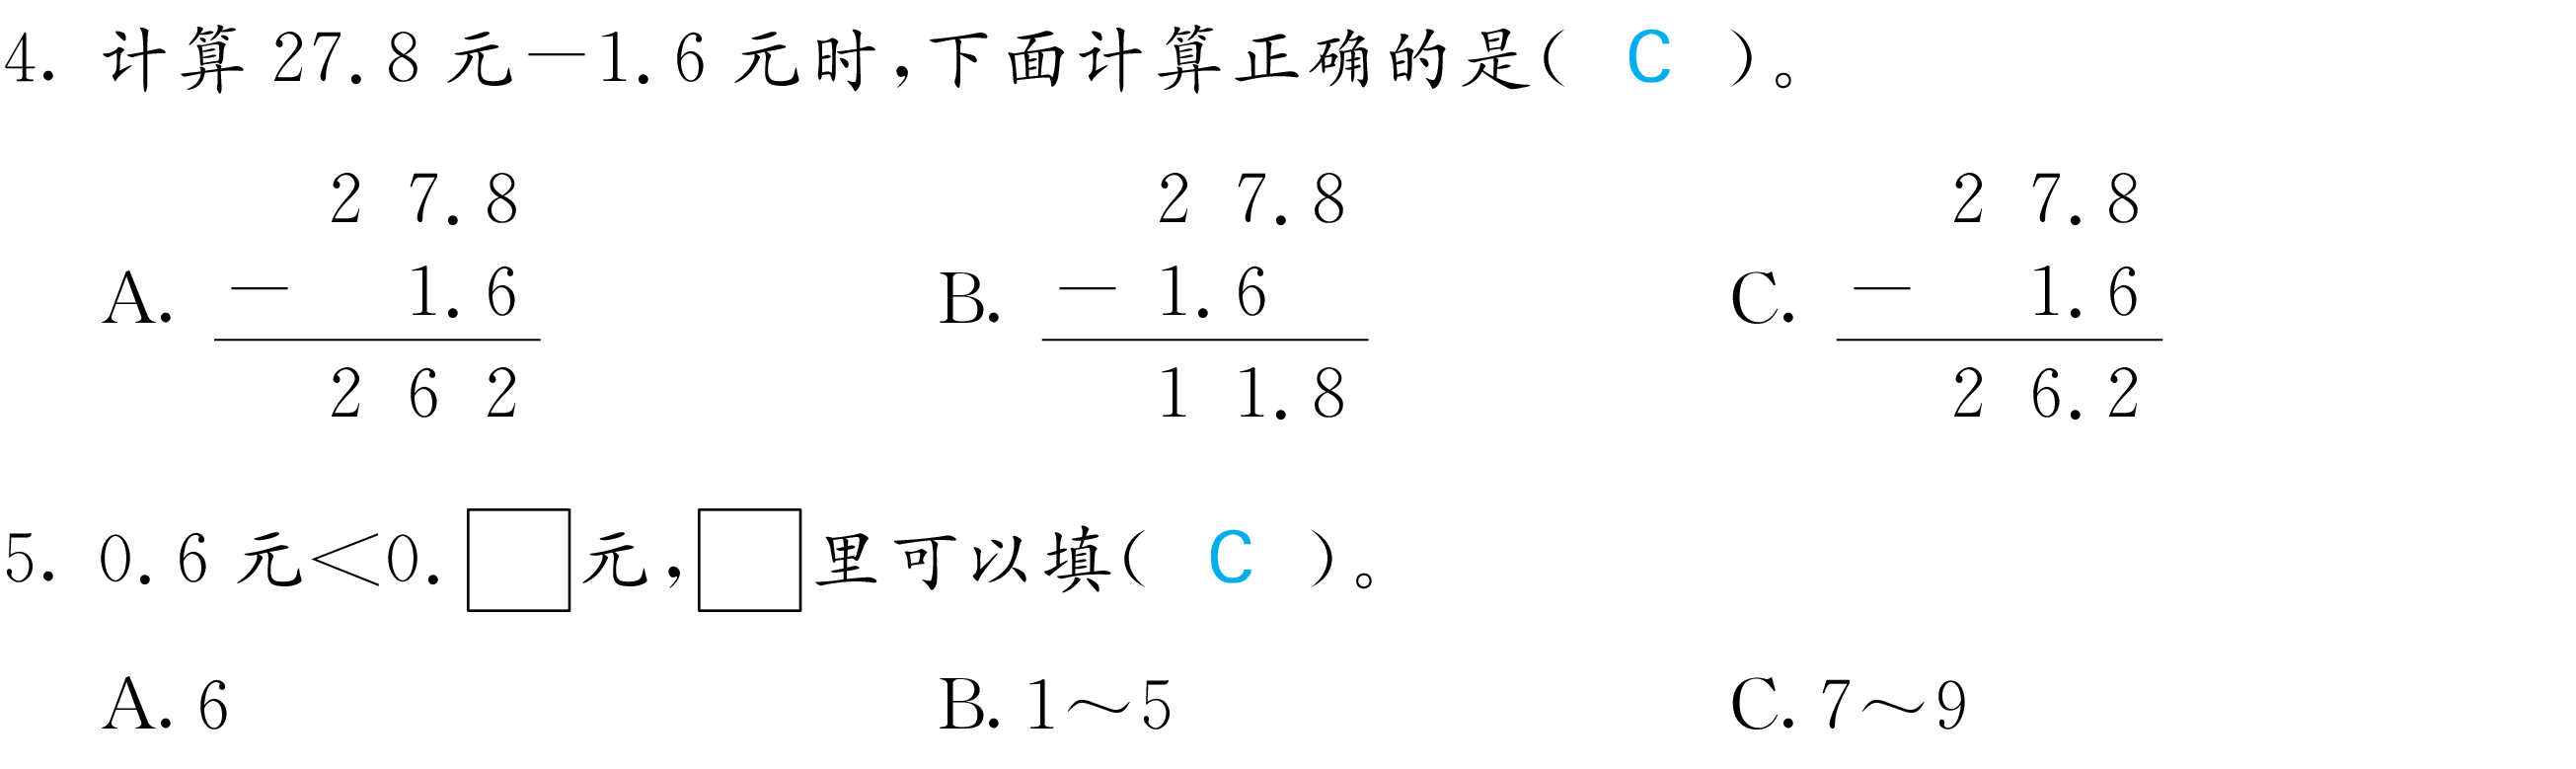 4. 计算 27.8 元－1.6 元时,下面计算正确的是( C )。
2 7.8 2 7.8 2 7.8
A. － 1.6 B. － 1.6 C. － 1.6
2 6 2 1 1.8 2 6.2
5. 0.6 元＜0.□元,□里可以填( C )。
A. 6 B. 1～5 C. 7～9